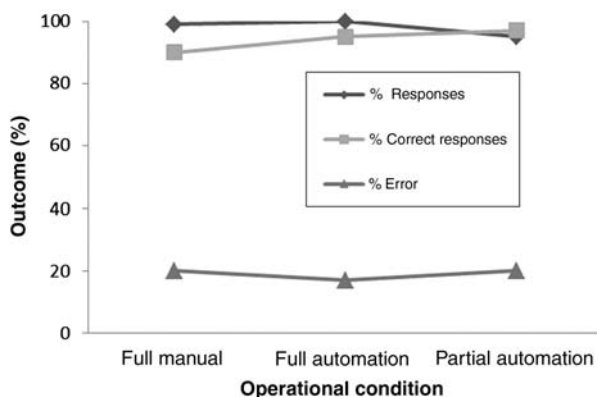 100
80
60
40
20
0
Outcome (%)
% Responses
% Correct responses
% Error
Full manual Full automation Partial automation
Operational condition